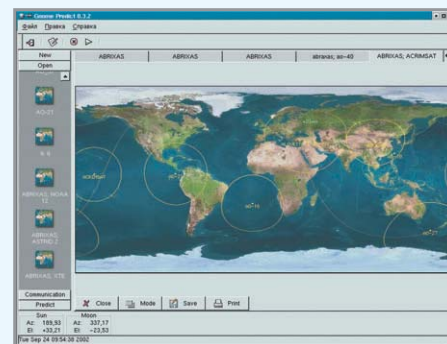 Gnome Predict 0.3.2
Файл Правка Справка
New
Open
ABRIXAS
ABRIXAS
ABRIXAS
abraxas; ao-40
ABRIXAS; ACRIMSAT
AO-27
ABRIXAS; NOAA
12
ABRIXAS;
ASTRID 2
ABRIXAS; XTE
ACRIMSAT
Communication
Predict
Close
Mode
Save
Print
Sun
Az: 189,93
El: +33,21
Moon
Az: 337,17
El: -23,53
Tue Sep 24 09:54:38 2002